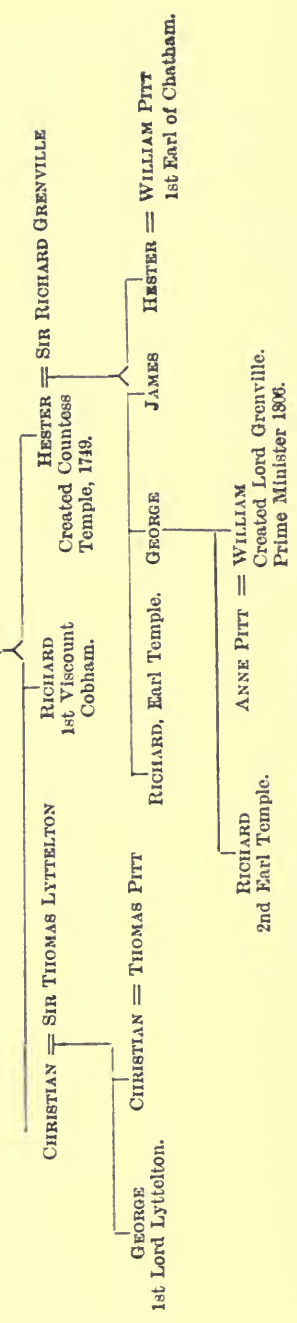 CHRISTIAN = SIR THOMAS LYTTELTON
RICHARD
1st Viscount
Cobham.
HESTER = SIR RICHARD GRENVILLE
Created Countess
Temple, 1749.
GEORGE
1st Lord Lyttelton.
CHRISTIAN = THOMAS PITT
RICHARD, Earl Temple.
GEORGE
JAMES
HESTER = WILLIAM PITT
1st Earl of Chatham.
RICHARD
2nd Earl Temple.
ANNE PITT = WILLIAM
Created Lord Grenville.
Prime Minister 1806.